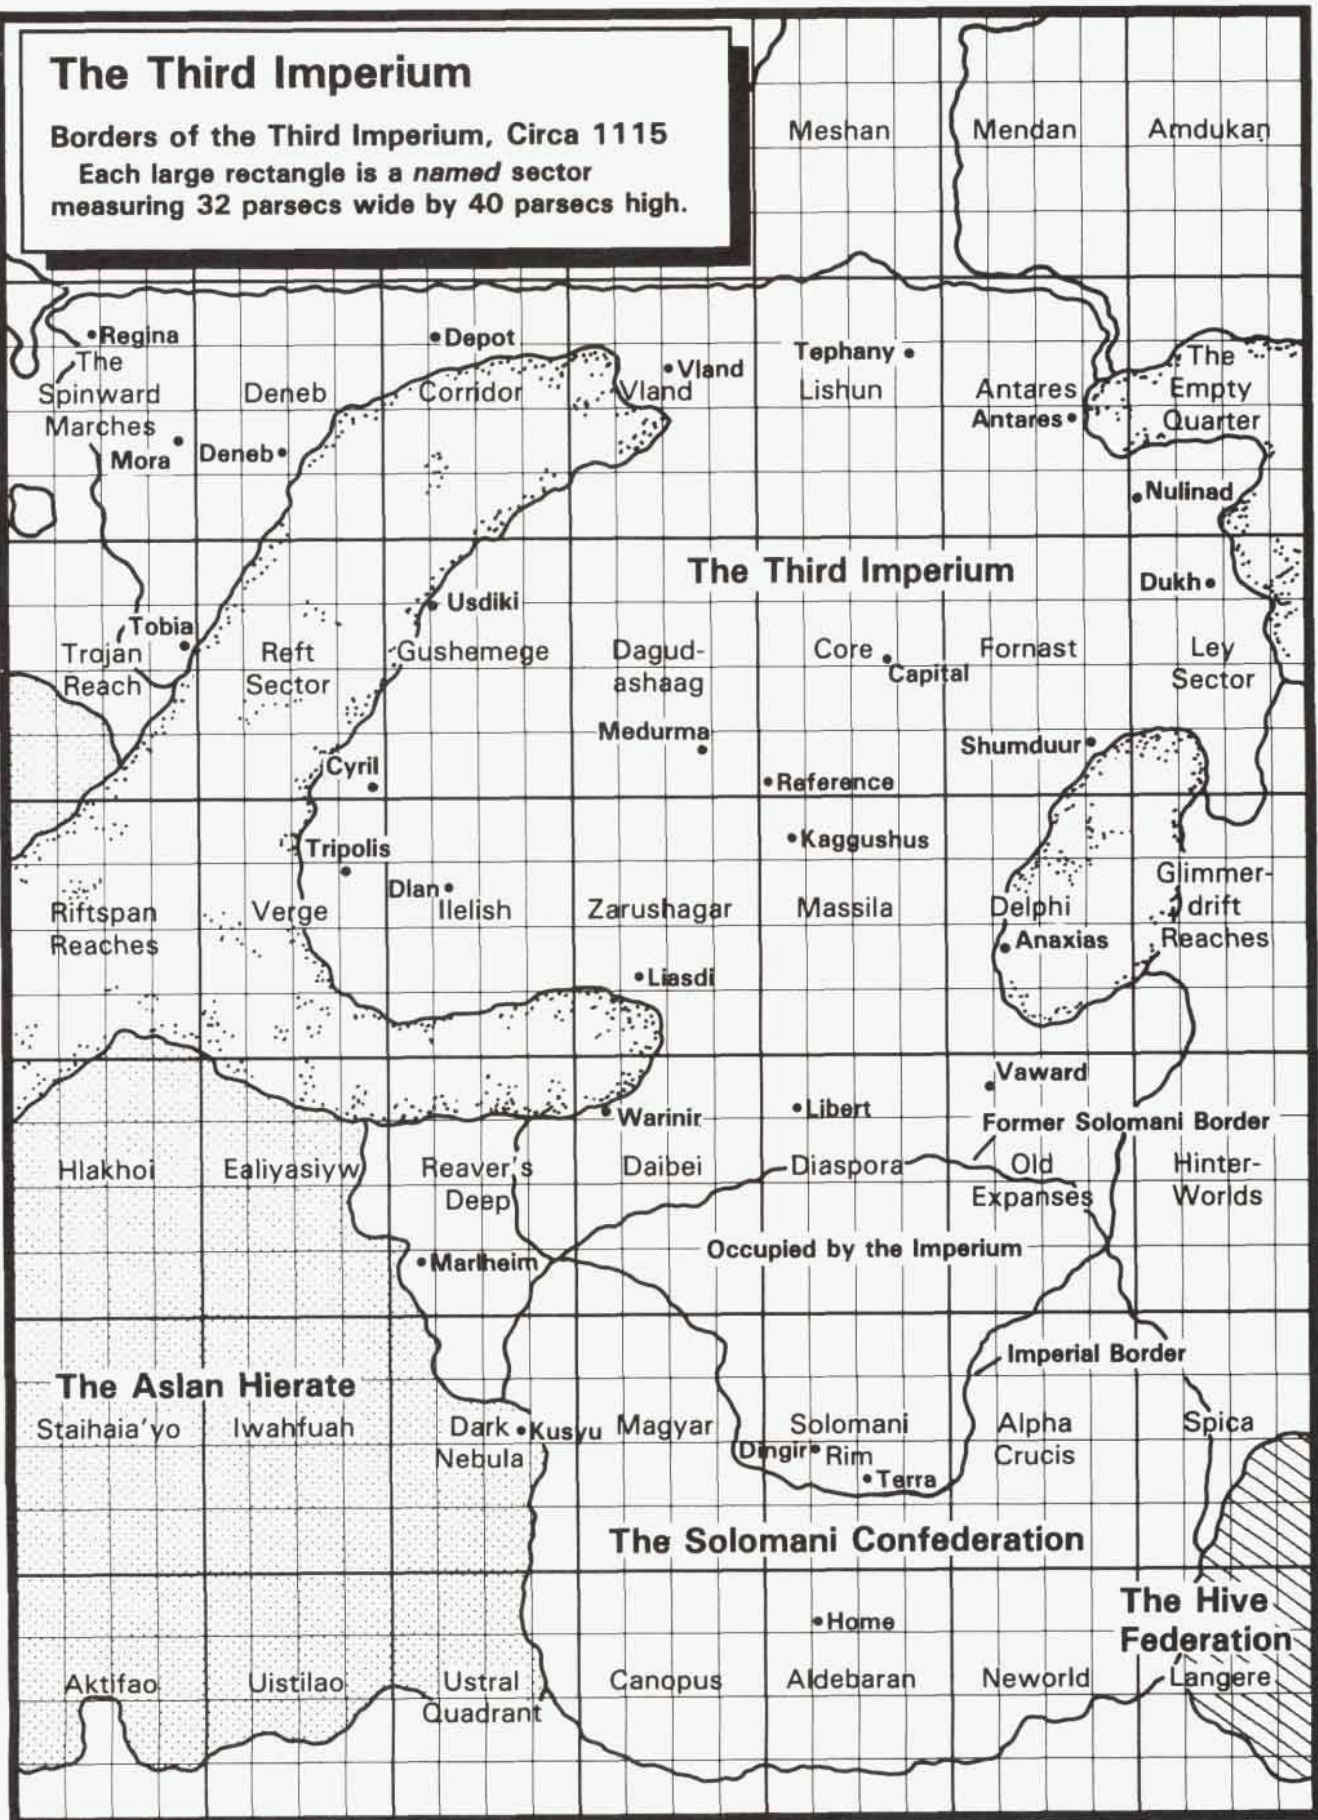 The Third Imperium
Borders of the Third Imperium, Circa 1115
Each large rectangle is a named sector
measuring 32 parsecs wide by 40 parsecs high.
Meshan
Mendan
Amdukan
Regina
The
Spinward
Marches
Mora
Deneb
Deneb
Depot
Corridor
Vland
Vland
Tephany
Lishun
Antares
Antares
The
Empty
Quarter
Nulinad
The Third Imperium
Dukh
Usdiki
Tobia
Trojan
Reach
Reft
Sector
Gushemege
Dagud-
ashaag
Core
Capital
Fornast
Ley
Sector
Medurma
Shumduur
Cyril
Reference
Kaggushus
Tripolis
Dlan
Ilelish
Riftspan
Reaches
Verge
Zarushagar
Massila
Delphi
Anaxias
Glimmer-
drift
Reaches
Liasdi
Vaward
Warinir
Libert
Former Solomani Border
Hlakhoi
Ealiyasiyw
Reaver's
Deep
Daibei
Diaspora
Old
Expanses
Hinter-
Worlds
Occupied by the Imperium
Marlheim
Imperial Border
The Aslan Hierate
Staihaia'yo
Iwahfuah
Dark
Nebula
Kusyu
Magyar
Solomani
Rim
Dingir
Terra
Alpha
Crucis
Spica
The Solomani Confederation
The Hive
Federation
Home
Aktifao
Uistilao
Ustral
Quadrant
Canopus
Aldebaran
Neworld
Langere